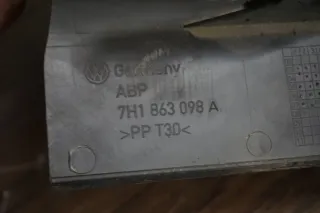 Germany
ABP
7H1 863 098 A
>PP T30<